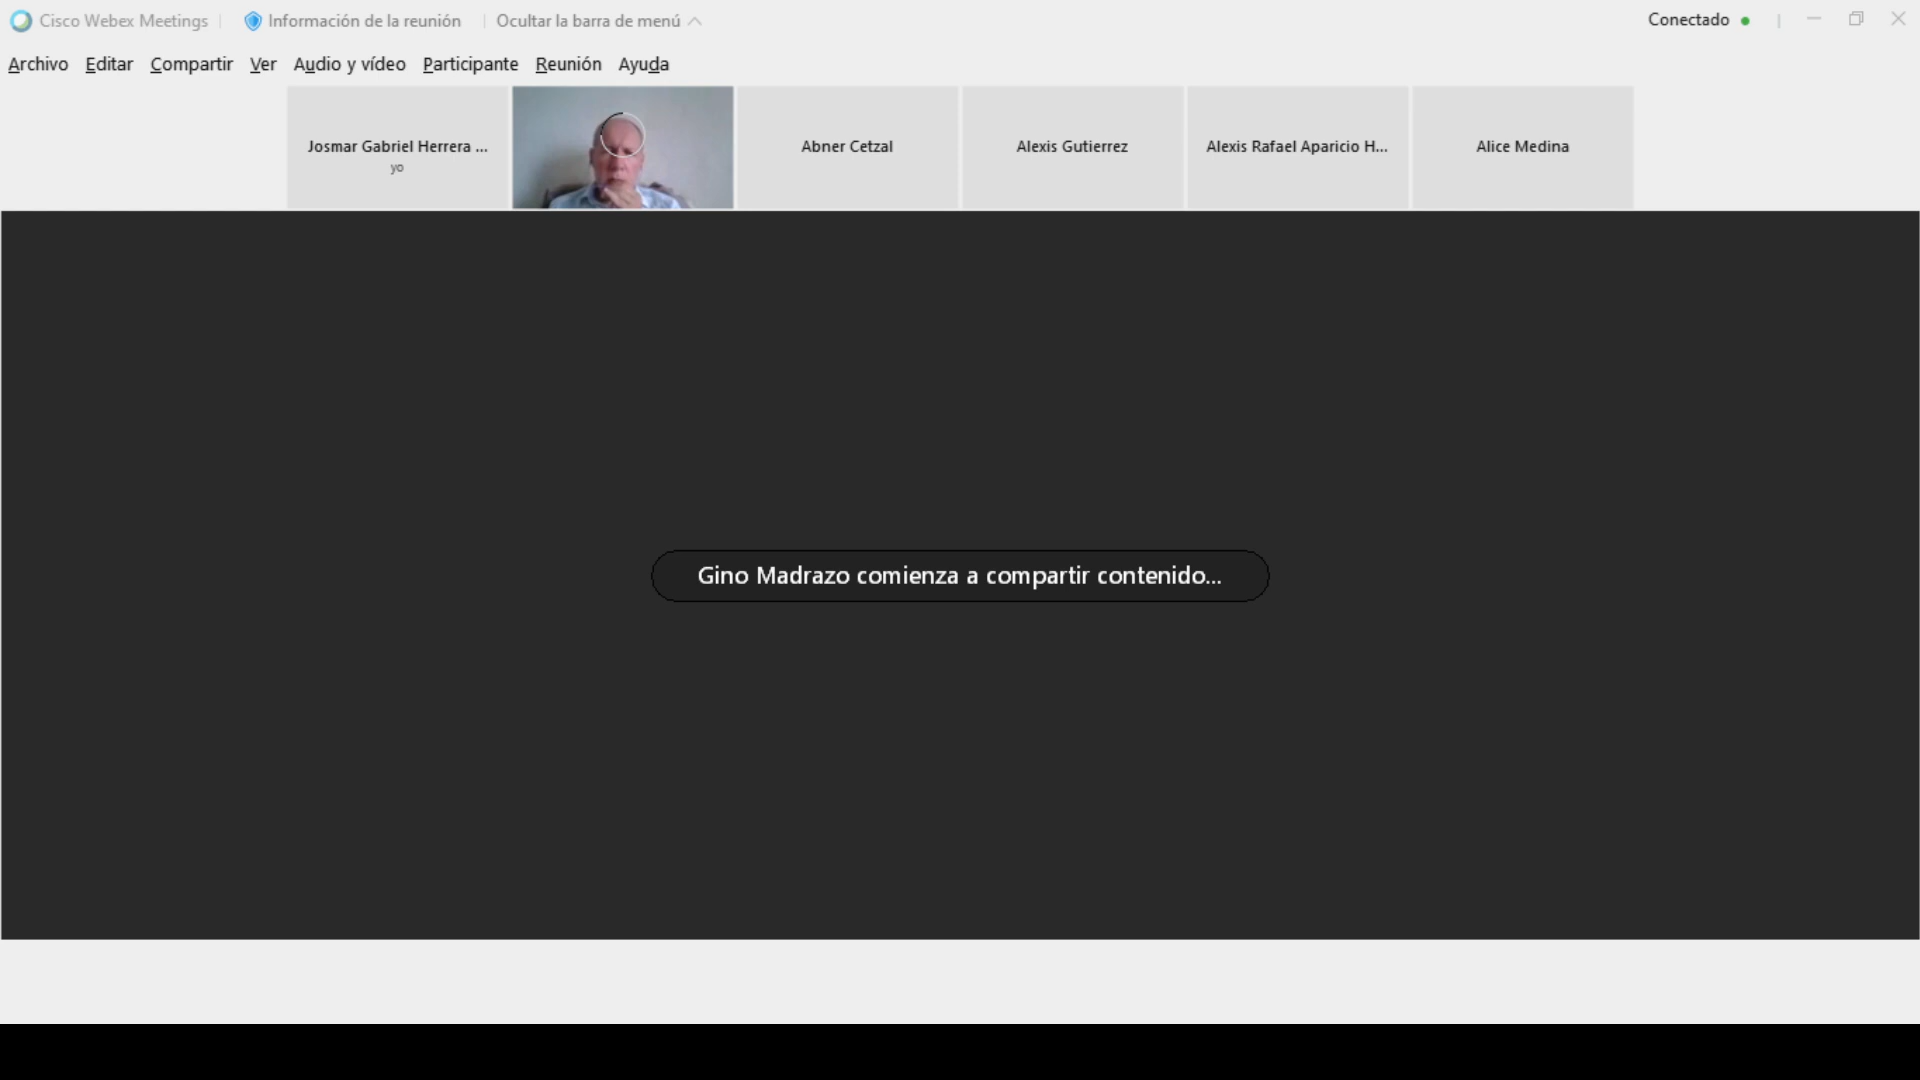 Cisco Webex Meetings
Información de la reunión
Ocultar la barra de menú
Conectado
Archivo Editar Compartir Ver Audio y vídeo Participante Reunión Ayuda
Josmar Gabriel Herrera ...
yo
Abner Cetzal
Alexis Gutierrez
Alexis Rafael Aparicio H...
Alice Medina
Gino Madrazo comienza a compartir contenido...